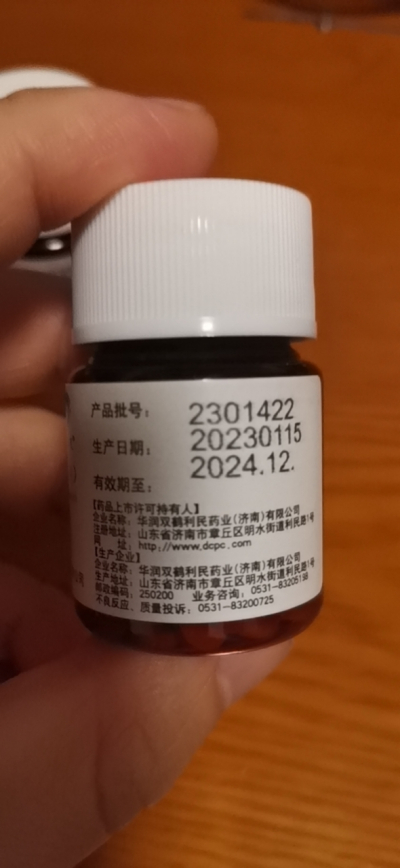 产品批号： 2301422
生产日期： 20230115
有效期至： 2024.12.
【药品上市许可持有人】
企业名称：华润双鹤利民药业(济南)有限公司
注册地址：山东省济南市章丘区明水街道利民路1号
网 址：http://www.dcpc.com
【生产企业】
企业名称：华润双鹤利民药业(济南)有限公司
生产地址：山东省济南市章丘区明水街道利民路1号
邮政编码：250200 业务咨询：0531-83205198
不良反应、质量投诉：0531-83200725